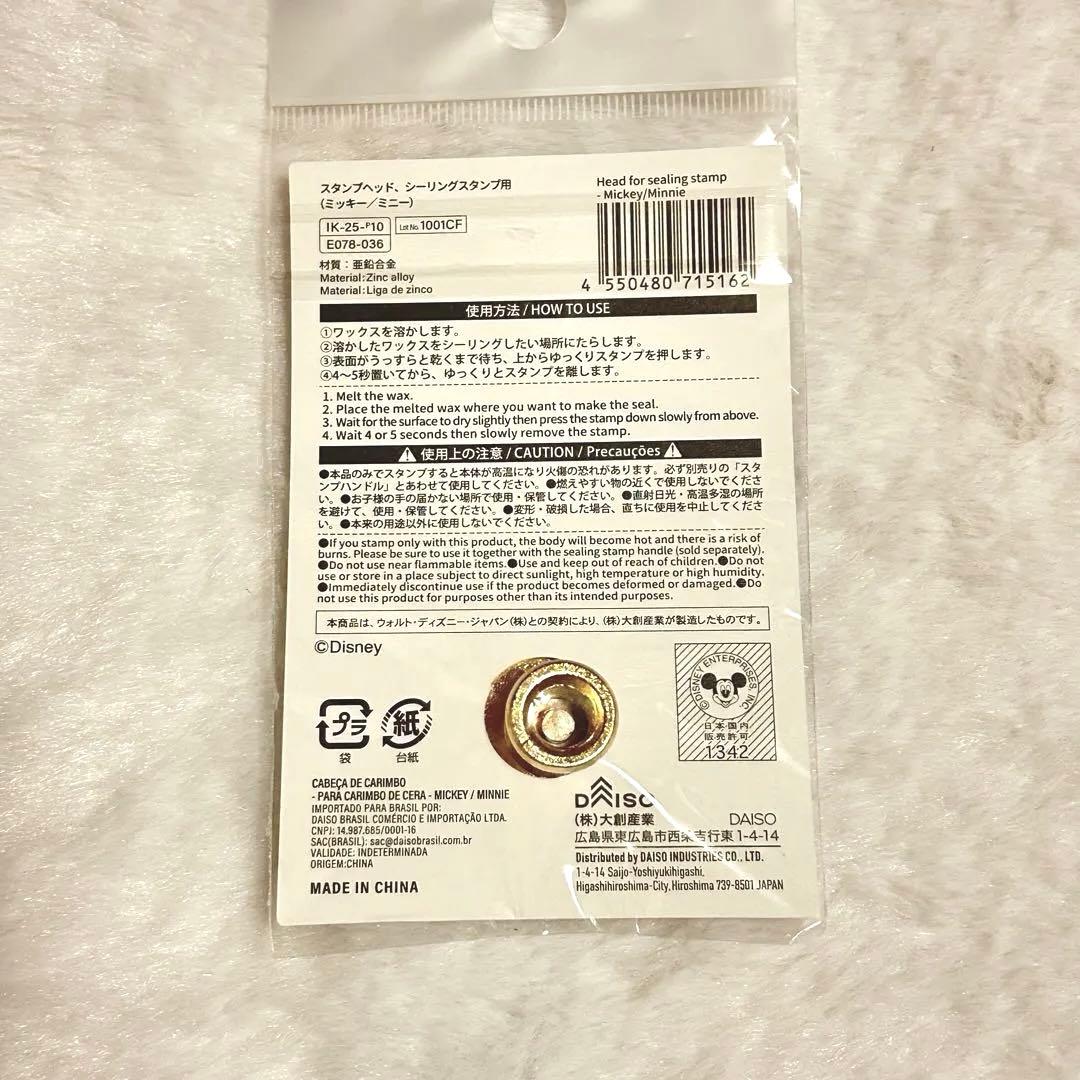 スタンプヘッド、シーリングスタンプ用
(ミッキー／ミニー)
IK-25-P10 Lot No. 1001CF
E078-036
材質：亜鉛合金
Material:Zinc alloy
Material:Liga de zinco
Head for sealing stamp
- Mickey/Minnie
4 550480 715162
使用方法 / HOW TO USE
①ワックスを溶かします。
②溶かしたワックスをシーリングしたい場所にたらします。
③表面がうっすらと乾くまで待ち、上からゆっくりスタンプを押します。
④4～5秒置いてから、ゆっくりとスタンプを離します。
1. Melt the wax.
2. Place the melted wax where you want to make the seal.
3. Wait for the surface to dry slightly then press the stamp down slowly from above.
4. Wait 4 or 5 seconds then slowly remove the stamp.
使用上の注意 / CAUTION / Precauções
●本品のみでスタンプすると本体が高温になり火傷の恐れがあります。必ず別売りの「スタ
ンプハンドル」とあわせて使用してください。●燃えやすい物の近くで使用しないでくださ
い。●お子様の手の届かない場所で使用・保管してください。●直射日光・高温多湿の場所
を避けて、使用・保管してください。●変形・破損した場合、直ちに使用を中止してくださ
い。●本来の用途以外に使用しないでください。
●If you stamp only with this product, the body will become hot and there is a risk of
burns. Please be sure to use it together with the sealing stamp handle (sold separately).
●Do not use near flammable items.●Use and keep out of reach of children.●Do not
use or store in a place subject to direct sunlight, high temperature or high humidity.
●Immediately discontinue use if the product becomes deformed or damaged.●Do
not use this product for purposes other than its intended purposes.
本商品は、ウォルト・ディズニー・ジャパン(株)との契約により、(株)大創産業が製造したものです。
©Disney
プラ
袋
紙
台紙
©DISNEY ENTERPRISES, INC.
日本国内
販売許可
1342
CABEÇA DE CARIMBO
- PARA CARIMBO DE CERA - MICKEY / MINNIE
IMPORTADO PARA BRASIL POR:
DAISO BRASIL COMÉRCIO E IMPORTAÇÃO LTDA.
CNPJ: 14.987.685/0001-16
SAC(BRASIL): sac@daisobrasil.com.br
VALIDADE: INDETERMINADA
ORIGEM:CHINA
MADE IN CHINA
DAISO
(株)大創産業 DAISO
広島県東広島市西条吉行東 1-4-14
Distributed by DAISO INDUSTRIES CO., LTD.
1-4-14 Saijo-Yoshiyukihigashi,
Higashihiroshima-City, Hiroshima 739-8501 JAPAN